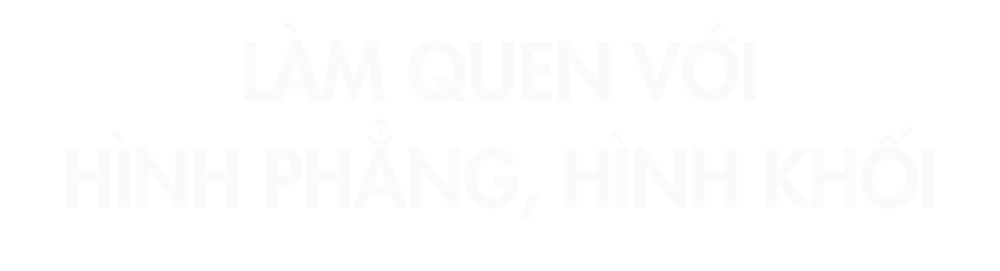 LÀM QUEN VỚI
HÌNH PHẲNG, HÌNH KHỐI